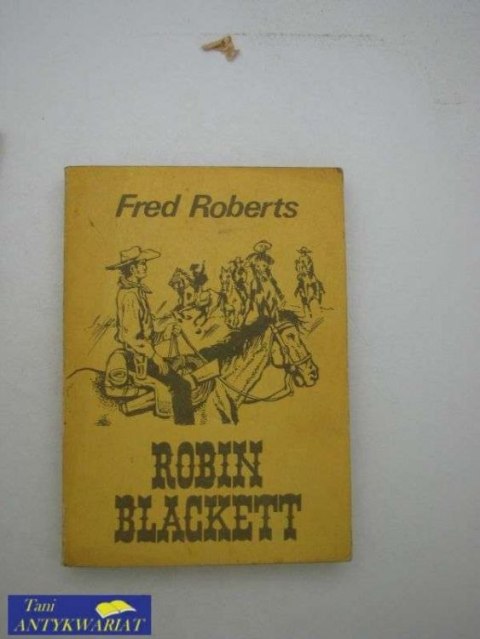 Fred Roberts
ROBIN
BLACKETT
Tani
ANTYKWARIAT